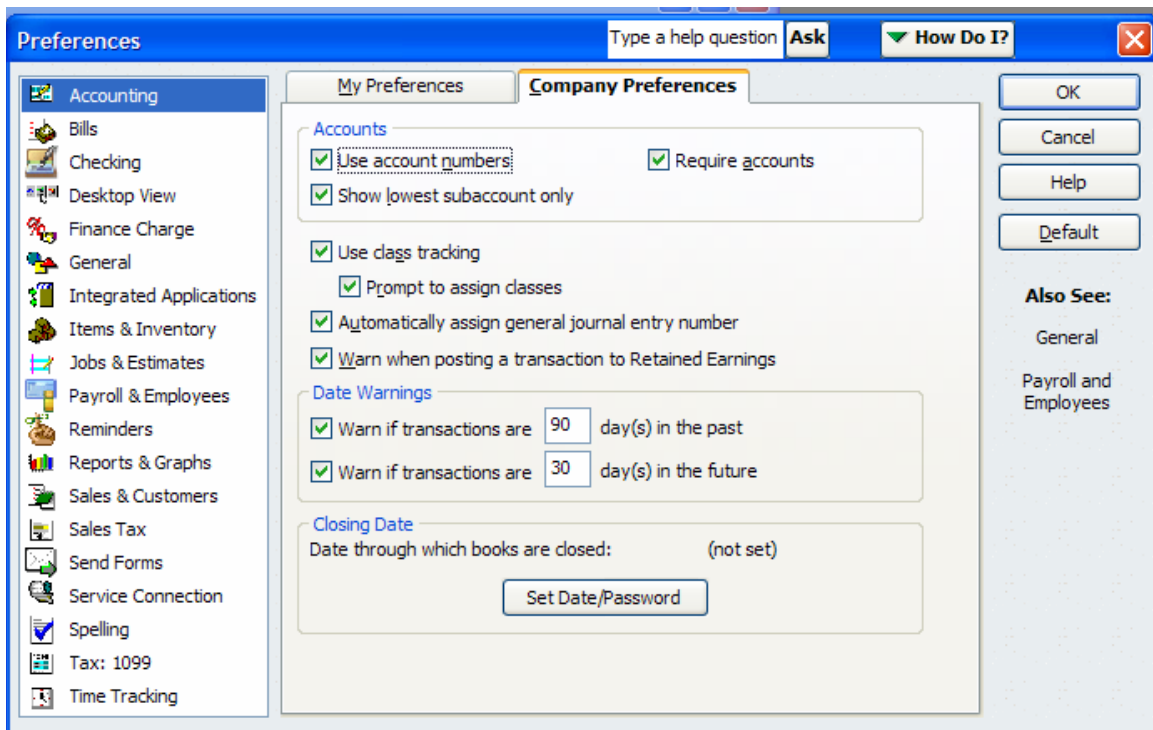 Preferences
Type a help question Ask How Do I?
Accounting
Bills
Checking
Desktop View
Finance Charge
General
Integrated Applications
Items & Inventory
Jobs & Estimates
Payroll & Employees
Reminders
Reports & Graphs
Sales & Customers
Sales Tax
Send Forms
Service Connection
Spelling
Tax: 1099
Time Tracking
My Preferences Company Preferences
Accounts
Use account numbers Require accounts
Show lowest subaccount only
Use class tracking
Prompt to assign classes
Automatically assign general journal entry number
Warn when posting a transaction to Retained Earnings
Date Warnings
Warn if transactions are 90 day(s) in the past
Warn if transactions are 30 day(s) in the future
Closing Date
Date through which books are closed: (not set)
Set Date/Password
OK
Cancel
Help
Default
Also See:
General
Payroll and
Employees